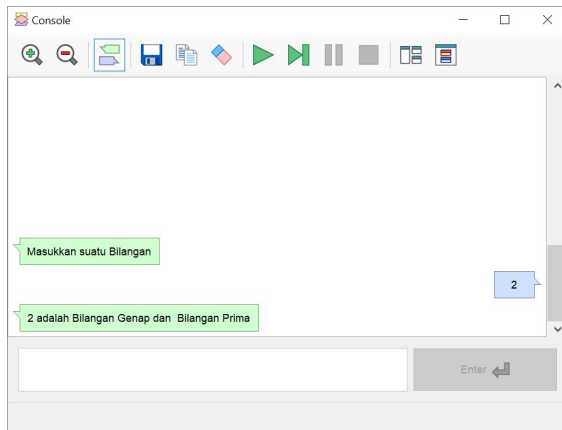 Console
Masukkan suatu Bilangan
2
2 adalah Bilangan Genap dan  Bilangan Prima
Enter